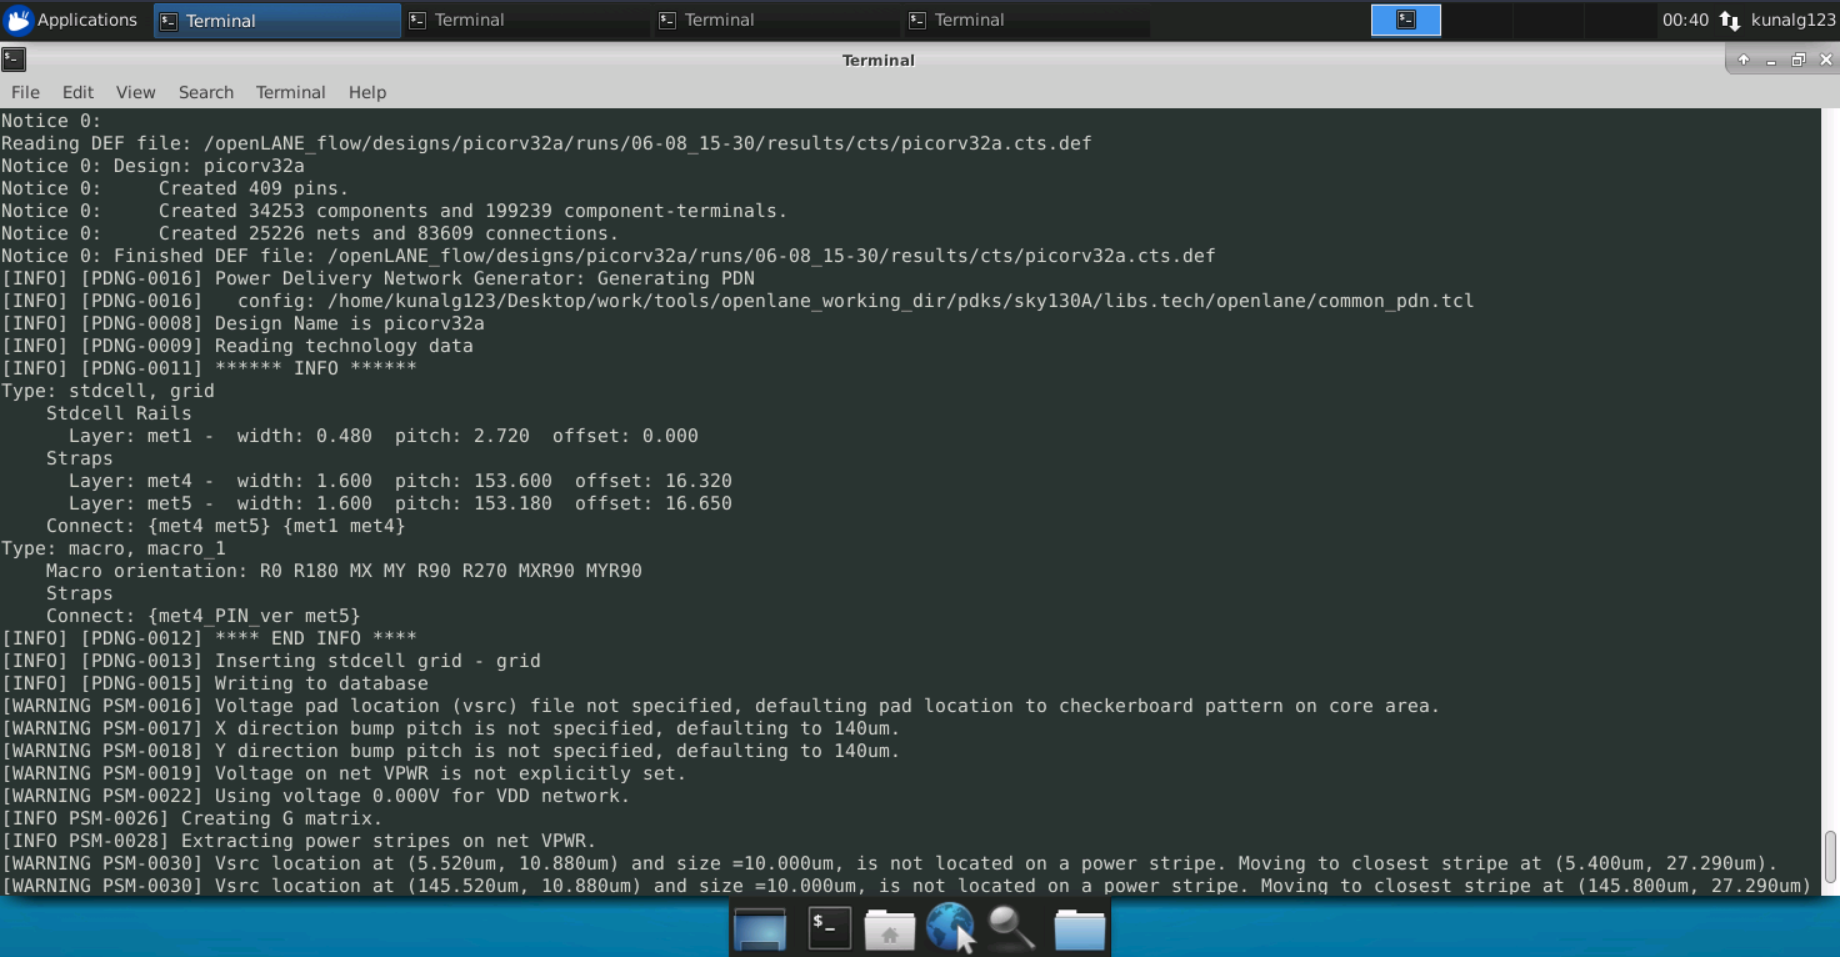 Applications Terminal Terminal Terminal Terminal 00:40 kunalg123
Terminal
File Edit View Search Terminal Help
Notice 0:
Reading DEF file: /openLANE_flow/designs/picorv32a/runs/06-08_15-30/results/cts/picorv32a.cts.def
Notice 0: Design: picorv32a
Notice 0:     Created 409 pins.
Notice 0:     Created 34253 components and 199239 component-terminals.
Notice 0:     Created 25226 nets and 83609 connections.
Notice 0: Finished DEF file: /openLANE_flow/designs/picorv32a/runs/06-08_15-30/results/cts/picorv32a.cts.def
[INFO] [PDNG-0016] Power Delivery Network Generator: Generating PDN
[INFO] [PDNG-0016]   config: /home/kunalg123/Desktop/work/tools/openlane_working_dir/pdks/sky130A/libs.tech/openlane/common_pdn.tcl
[INFO] [PDNG-0008] Design Name is picorv32a
[INFO] [PDNG-0009] Reading technology data
[INFO] [PDNG-0011] ****** INFO ******
Type: stdcell, grid
    Stdcell Rails
      Layer: met1 -  width: 0.480  pitch: 2.720  offset: 0.000
    Straps
      Layer: met4 -  width: 1.600  pitch: 153.600  offset: 16.320
      Layer: met5 -  width: 1.600  pitch: 153.180  offset: 16.650
    Connect: {met4 met5} {met1 met4}
Type: macro, macro_1
    Macro orientation: R0 R180 MX MY R90 R270 MXR90 MYR90
    Straps
    Connect: {met4_PIN_ver met5}
[INFO] [PDNG-0012] **** END INFO ****
[INFO] [PDNG-0013] Inserting stdcell grid - grid
[INFO] [PDNG-0015] Writing to database
[WARNING PSM-0016] Voltage pad location (vsrc) file not specified, defaulting pad location to checkerboard pattern on core area.
[WARNING PSM-0017] X direction bump pitch is not specified, defaulting to 140um.
[WARNING PSM-0018] Y direction bump pitch is not specified, defaulting to 140um.
[WARNING PSM-0019] Voltage on net VPWR is not explicitly set.
[WARNING PSM-0022] Using voltage 0.000V for VDD network.
[INFO PSM-0026] Creating G matrix.
[INFO PSM-0028] Extracting power stripes on net VPWR.
[WARNING PSM-0030] Vsrc location at (5.520um, 10.880um) and size =10.000um, is not located on a power stripe. Moving to closest stripe at (5.400um, 27.290um).
[WARNING PSM-0030] Vsrc location at (145.520um, 10.880um) and size =10.000um, is not located on a power stripe. Moving to closest stripe at (145.800um, 27.290um)